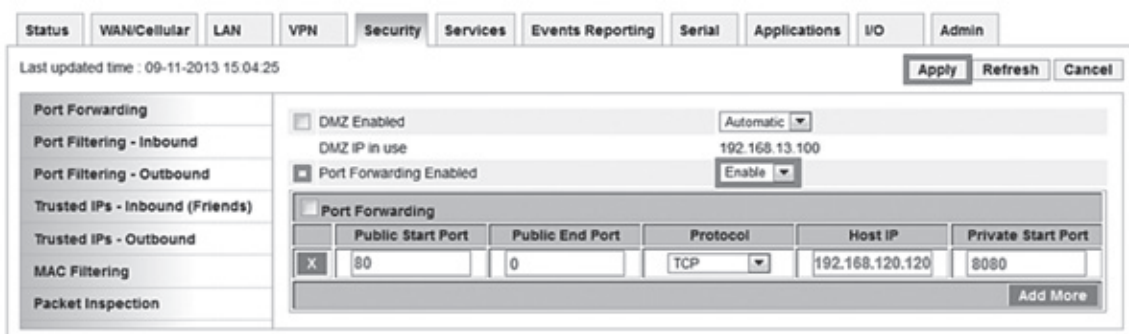 Status WAN/Cellular LAN VPN Security Services Events Reporting Serial Applications I/O Admin
Last updated time : 09-11-2013 15:04:25
Apply Refresh Cancel
Port Forwarding
Port Filtering - Inbound
Port Filtering - Outbound
Trusted IPs - Inbound (Friends)
Trusted IPs - Outbound
MAC Filtering
Packet Inspection
DMZ Enabled Automatic
DMZ IP in use 192.168.13.100
Port Forwarding Enabled Enable
Port Forwarding
Public Start Port Public End Port Protocol Host IP Private Start Port
X 80 0 TCP 192.168.120.120 8080
Add More